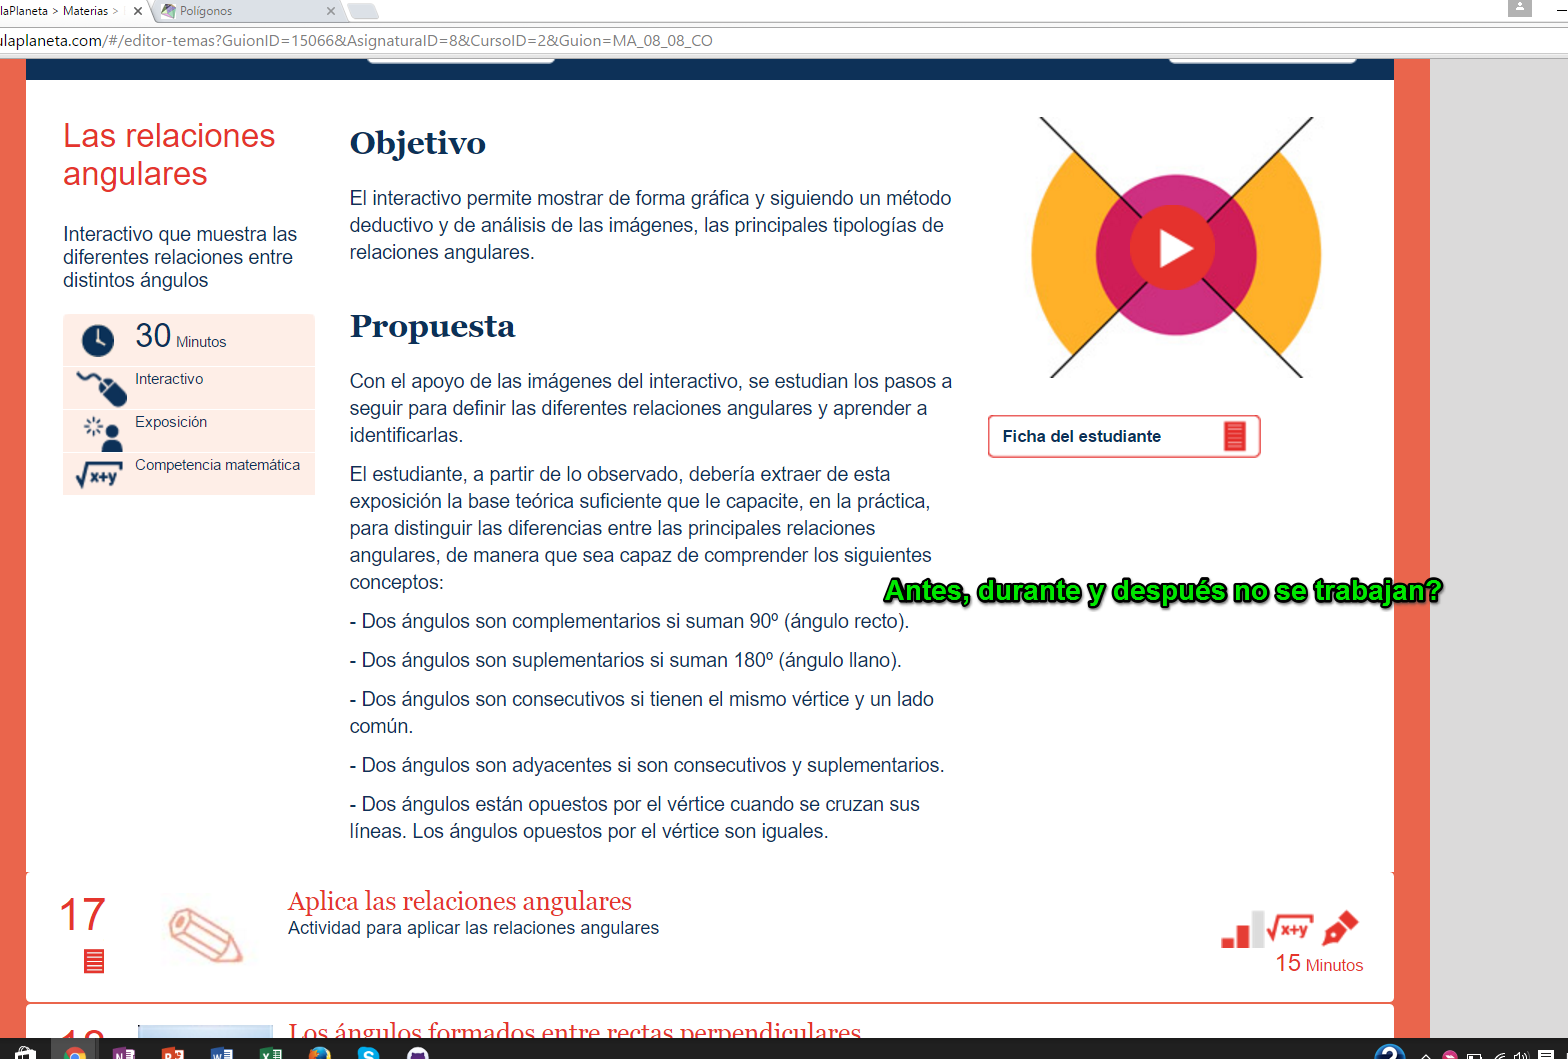 laPlaneta > Materias >
Polígonos
ulaplaneta.com/#/editor-temas?GuionID=15066&AsignaturaID=8&CursoID=2&Guion=MA_08_08_CO
Las relaciones
angulares
Interactivo que muestra las
diferentes relaciones entre
distintos ángulos
30 Minutos
Interactivo
Exposición
√x+y Competencia matemática
Objetivo
El interactivo permite mostrar de forma gráfica y siguiendo un método
deductivo y de análisis de las imágenes, las principales tipologías de
relaciones angulares.
Propuesta
Con el apoyo de las imágenes del interactivo, se estudian los pasos a
seguir para definir las diferentes relaciones angulares y aprender a
identificarlas.
El estudiante, a partir de lo observado, debería extraer de esta
exposición la base teórica suficiente que le capacite, en la práctica,
para distinguir las diferencias entre las principales relaciones
angulares, de manera que sea capaz de comprender los siguientes
conceptos:
- Dos ángulos son complementarios si suman 90º (ángulo recto).
- Dos ángulos son suplementarios si suman 180º (ángulo llano).
- Dos ángulos son consecutivos si tienen el mismo vértice y un lado
común.
- Dos ángulos son adyacentes si son consecutivos y suplementarios.
- Dos ángulos están opuestos por el vértice cuando se cruzan sus
líneas. Los ángulos opuestos por el vértice son iguales.
Ficha del estudiante
Antes, durante y después no se trabajan?
17
Aplica las relaciones angulares
Actividad para aplicar las relaciones angulares
√x+y
15 Minutos
Los ángulos formados entre rectas perpendiculares